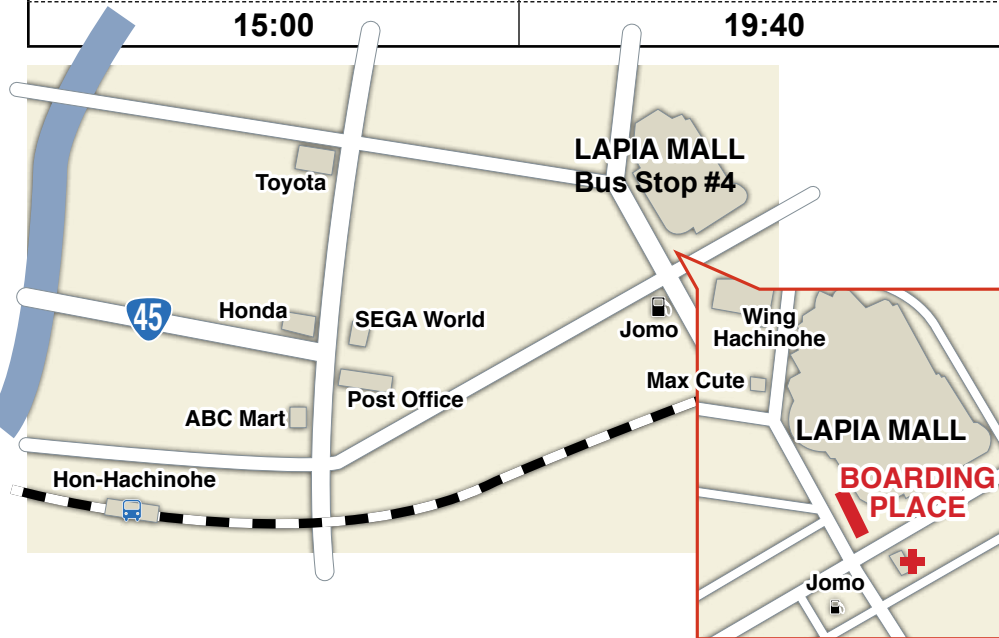 15:00
19:40
LAPIA MALL
Bus Stop #4
Toyota
45
Honda
SEGA World
Jomo
Wing
Hachinohe
Max Cute
Post Office
ABC Mart
LAPIA MALL
Hon-Hachinohe
BOARDING
PLACE
Jomo